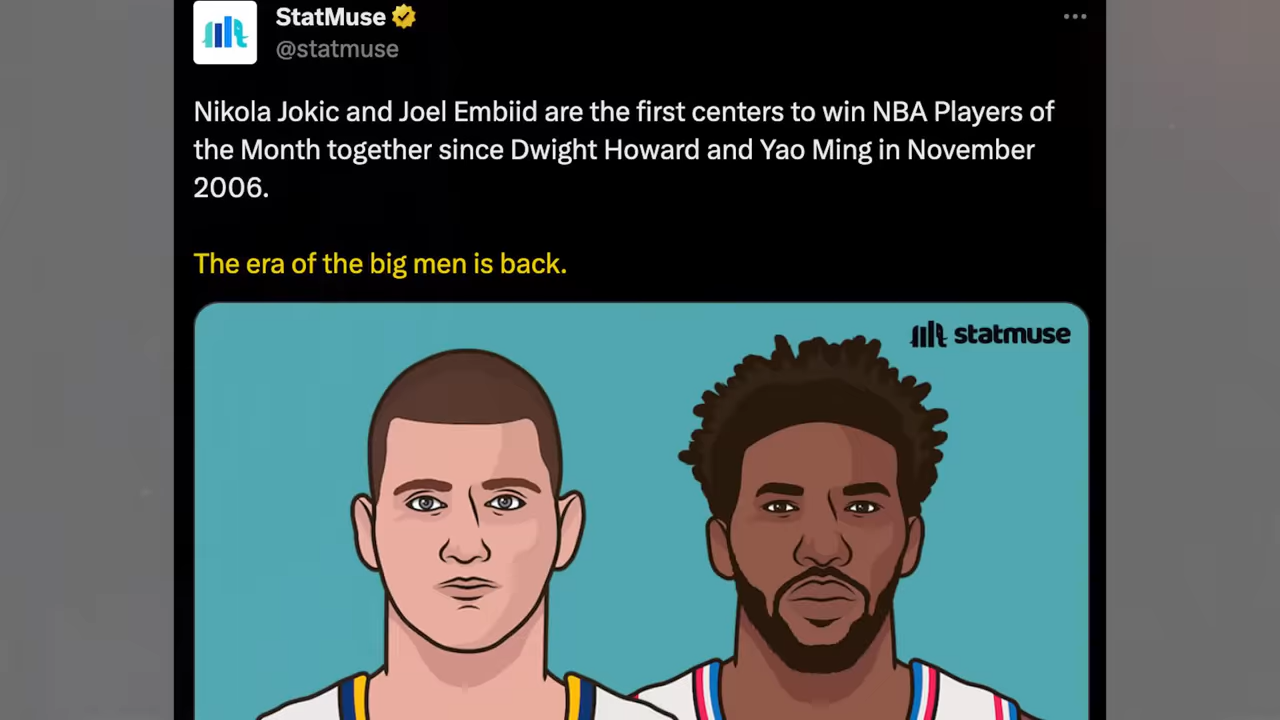 StatMuse
@statmuse
Nikola Jokic and Joel Embiid are the first centers to win NBA Players of
the Month together since Dwight Howard and Yao Ming in November
2006.
The era of the big men is back.
statmuse